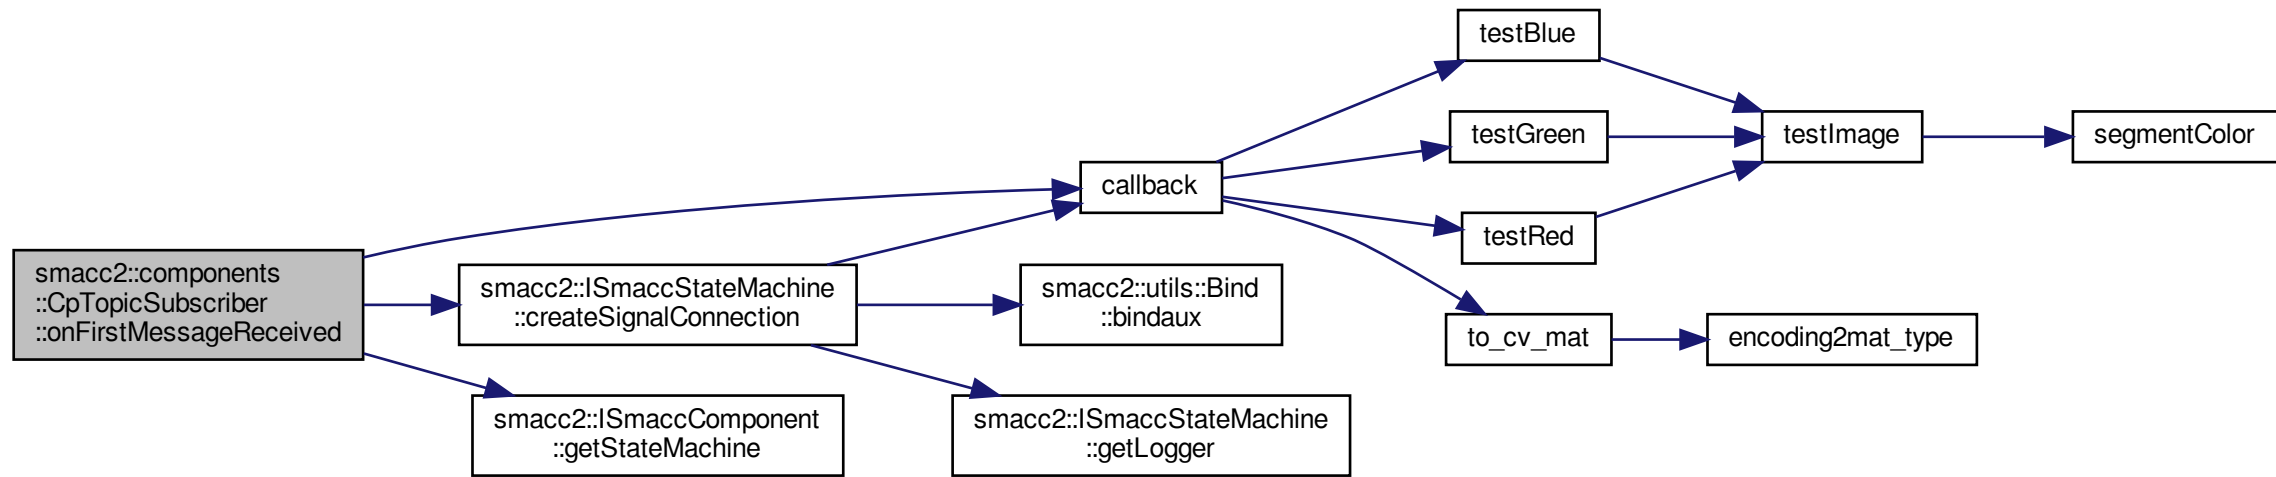 smacc2::components
::CpTopicSubscriber
::onFirstMessageReceived
smacc2::ISmaccStateMachine
::createSignalConnection
smacc2::ISmaccComponent
::getStateMachine
callback
smacc2::utils::Bind
::bindaux
smacc2::ISmaccStateMachine
::getLogger
testBlue
testGreen
testRed
to_cv_mat
testImage
encoding2mat_type
segmentColor